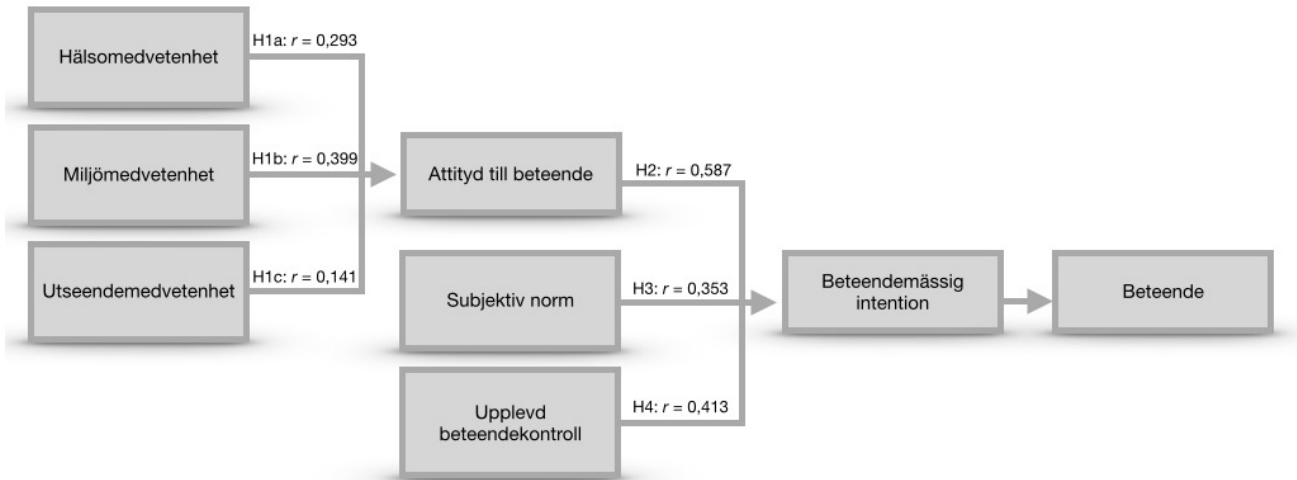 Hälsomedvetenhet
H1a: r = 0,293
Miljömedvetenhet
H1b: r = 0,399
Utseendemedvetenhet
H1c: r = 0,141
Attityd till beteende
H2: r = 0,587
Subjektiv norm
H3: r = 0,353
Upplevd
beteendekontroll
H4: r = 0,413
Beteendemässig
intention
Beteende